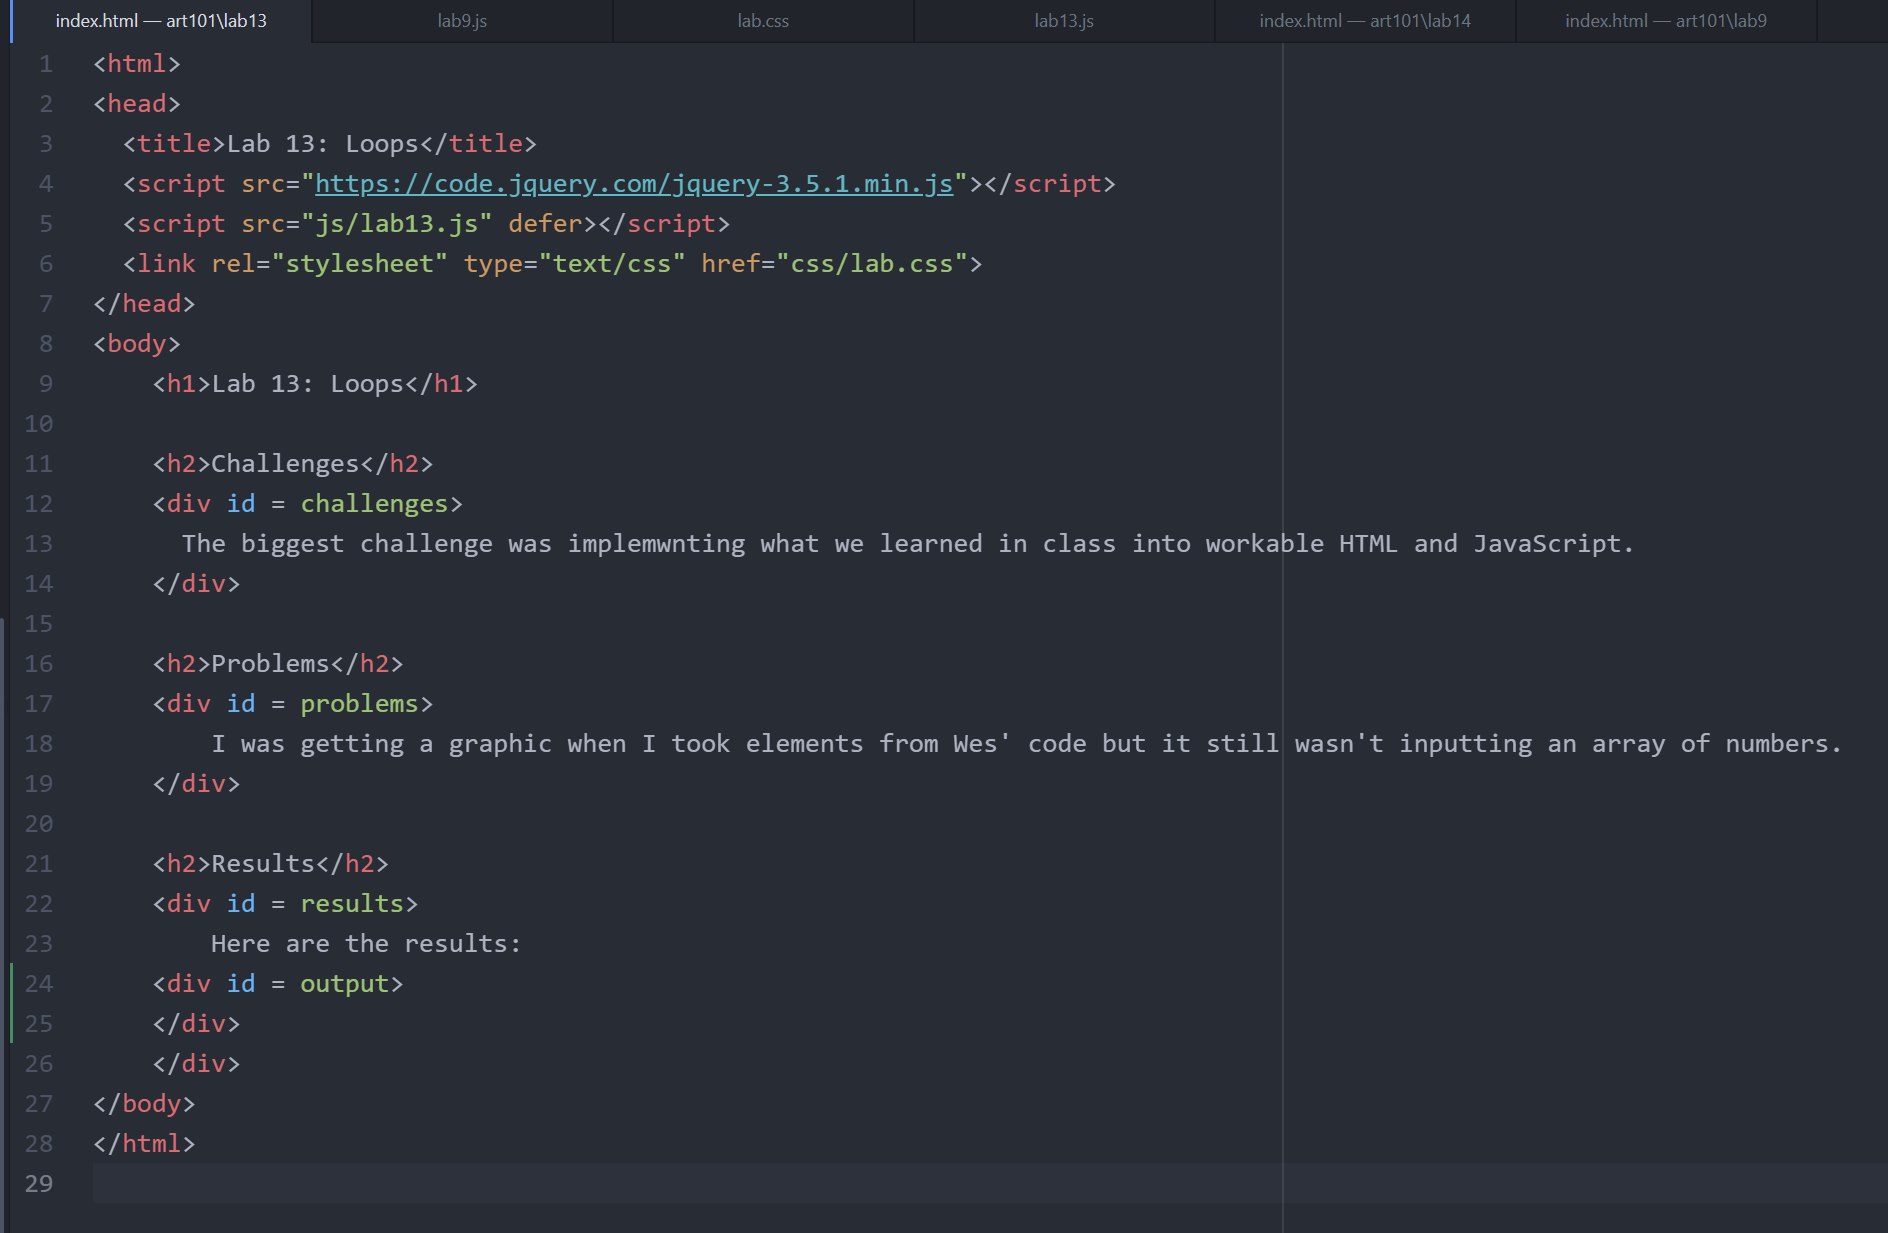 index.html — art101\lab13 lab9.js lab.css lab13.js index.html — art101\lab14 index.html — art101\lab9
1 <html>
2 <head>
3 <title>Lab 13: Loops</title>
4 <script src="https://code.jquery.com/jquery-3.5.1.min.js"></script>
5 <script src="js/lab13.js" defer></script>
6 <link rel="stylesheet" type="text/css" href="css/lab.css">
7 </head>
8 <body>
9 <h1>Lab 13: Loops</h1>
10
11 <h2>Challenges</h2>
12 <div id = challenges>
13 The biggest challenge was implemwnting what we learned in class into workable HTML and JavaScript.
14 </div>
15
16 <h2>Problems</h2>
17 <div id = problems>
18 I was getting a graphic when I took elements from Wes' code but it still wasn't inputting an array of numbers.
19 </div>
20
21 <h2>Results</h2>
22 <div id = results>
23 Here are the results:
24 <div id = output>
25 </div>
26 </div>
27 </body>
28 </html>
29